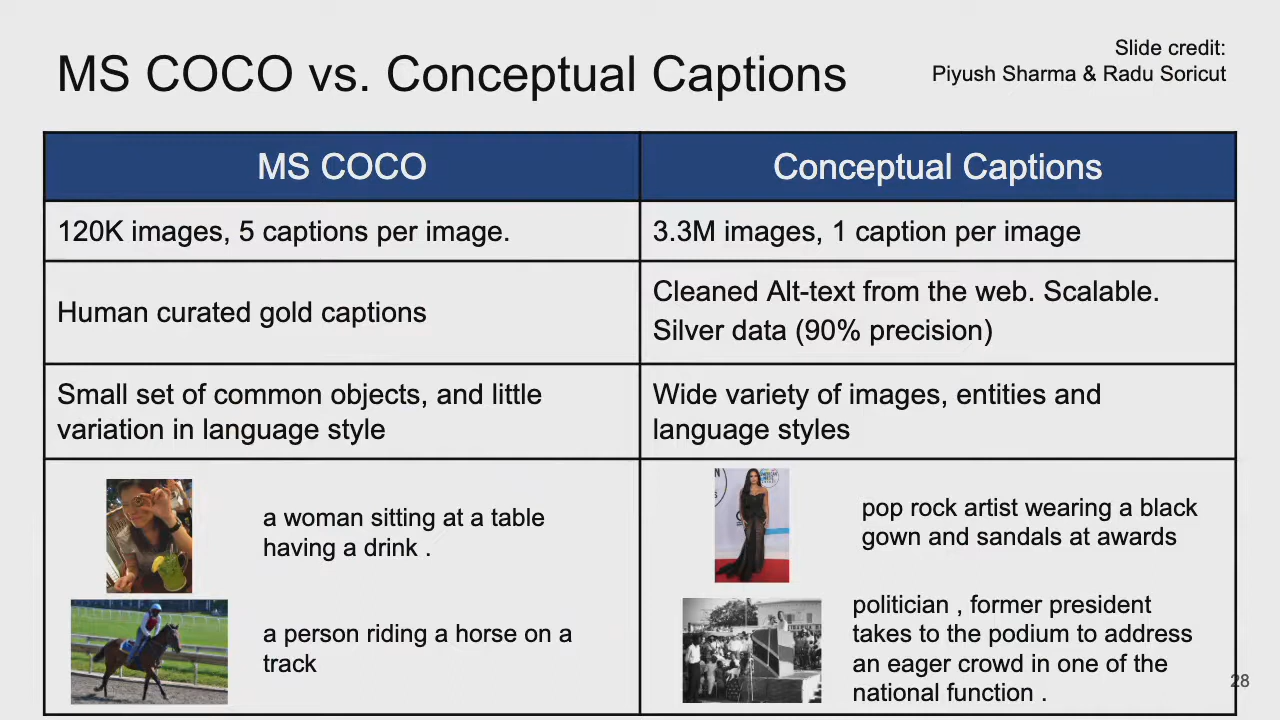 MS COCO vs. Conceptual Captions
Slide credit:
Piyush Sharma & Radu Soricut
MS COCO
Conceptual Captions
120K images, 5 captions per image.
3.3M images, 1 caption per image
Human curated gold captions
Cleaned Alt-text from the web. Scalable.
Silver data (90% precision)
Small set of common objects, and little
variation in language style
Wide variety of images, entities and
language styles
a woman sitting at a table
having a drink .
pop rock artist wearing a black
gown and sandals at awards
a person riding a horse on a
track
politician , former president
takes to the podium to address
an eager crowd in one of the
national function .
28